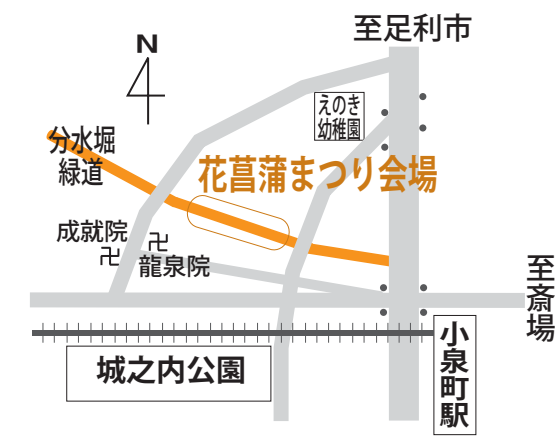 至足利市
N
えのき
幼稚園
分水堀
緑道
花菖蒲まつり会場
成就院
卍
卍
龍泉院
至斎場
小泉町駅
城之内公園